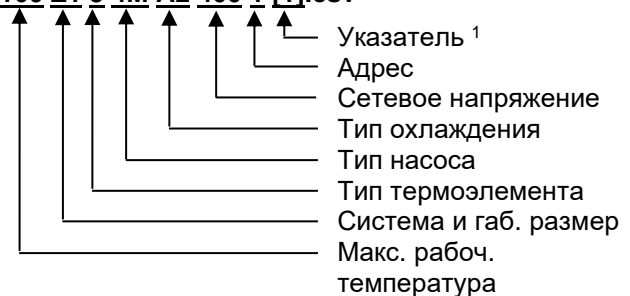 Указатель ¹
Адрес
Сетевое напряжение
Тип охлаждения
Тип насоса
Тип термоэлемента
Система и габ. размер
Макс. рабоч.
температура